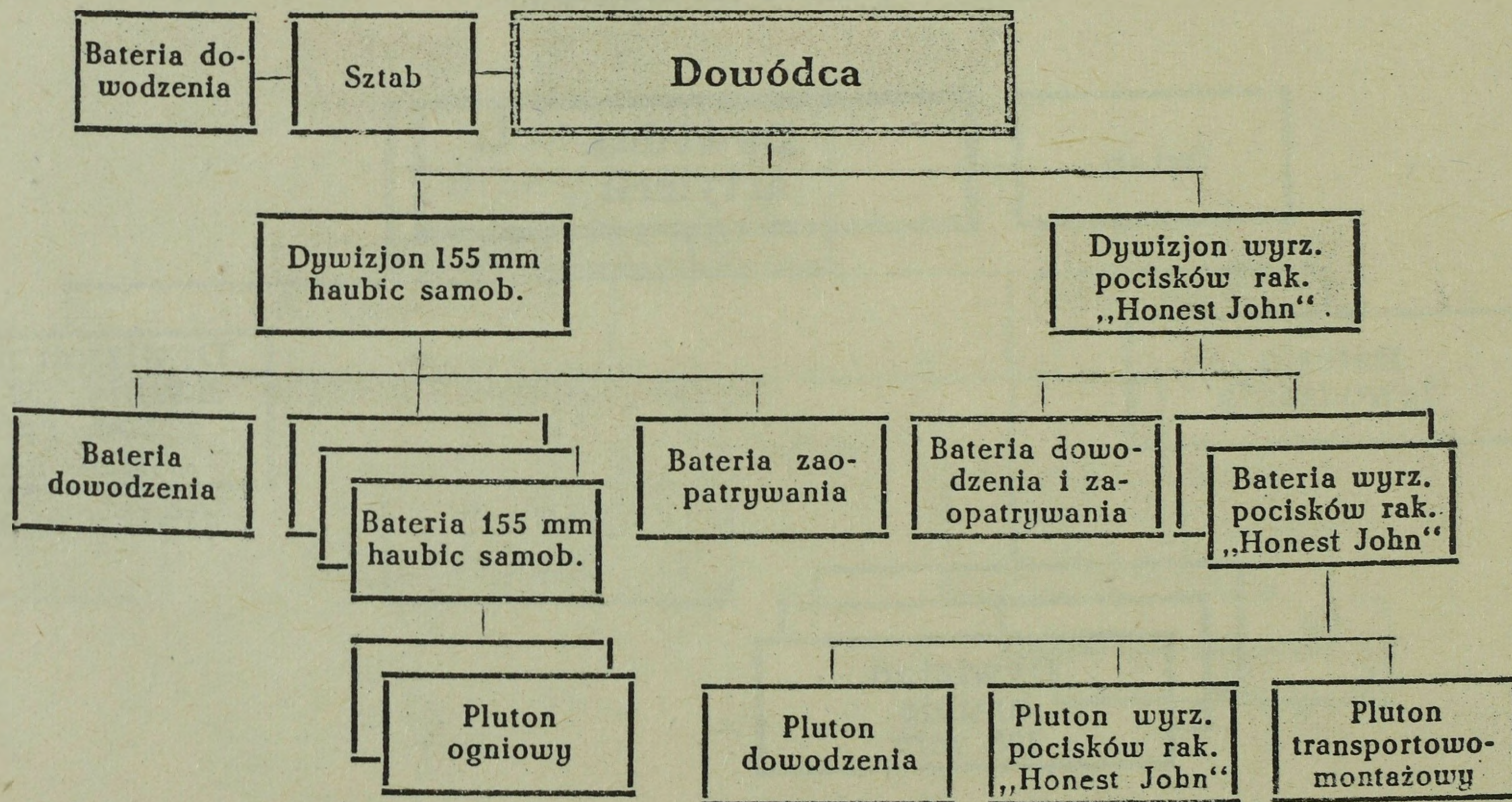 Bateria do-
wodzenia
Sztab
Dowódca
Dywizjon 155 mm
haubic samob.
Dywizjon wyrz.
pocisków rak.
,,Honest John“ .
Bateria
dowodzenia
Bateria 155 mm
haubic samob.
Bateria zao-
patrywania
Bateria dowo-
dzenia i za-
opatrywania
Bateria wyrz.
pocisków rak.
,,Honest John“
Pluton
ogniowy
Pluton
dowodzenia
Pluton wyrz.
pocisków rak.
,,Honest John“
Pluton
transportowo-
montażowy